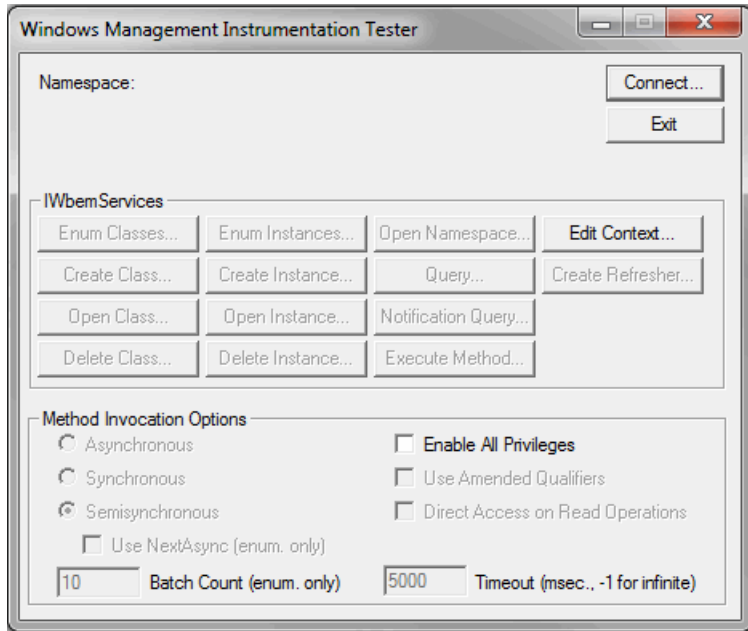 Windows Management Instrumentation Tester
Namespace:
Connect...
Exit
IWbemServices
Enum Classes... Enum Instances... Open Namespace... Edit Context...
Create Class... Create Instance... Query... Create Refresher...
Open Class... Open Instance... Notification Query...
Delete Class... Delete Instance... Execute Method...
Method Invocation Options
Asynchronous Enable All Privileges
Synchronous Use Amended Qualifiers
Semisynchronous Direct Access on Read Operations
Use NextAsync (enum. only)
10 Batch Count (enum. only) 5000 Timeout (msec., -1 for infinite)